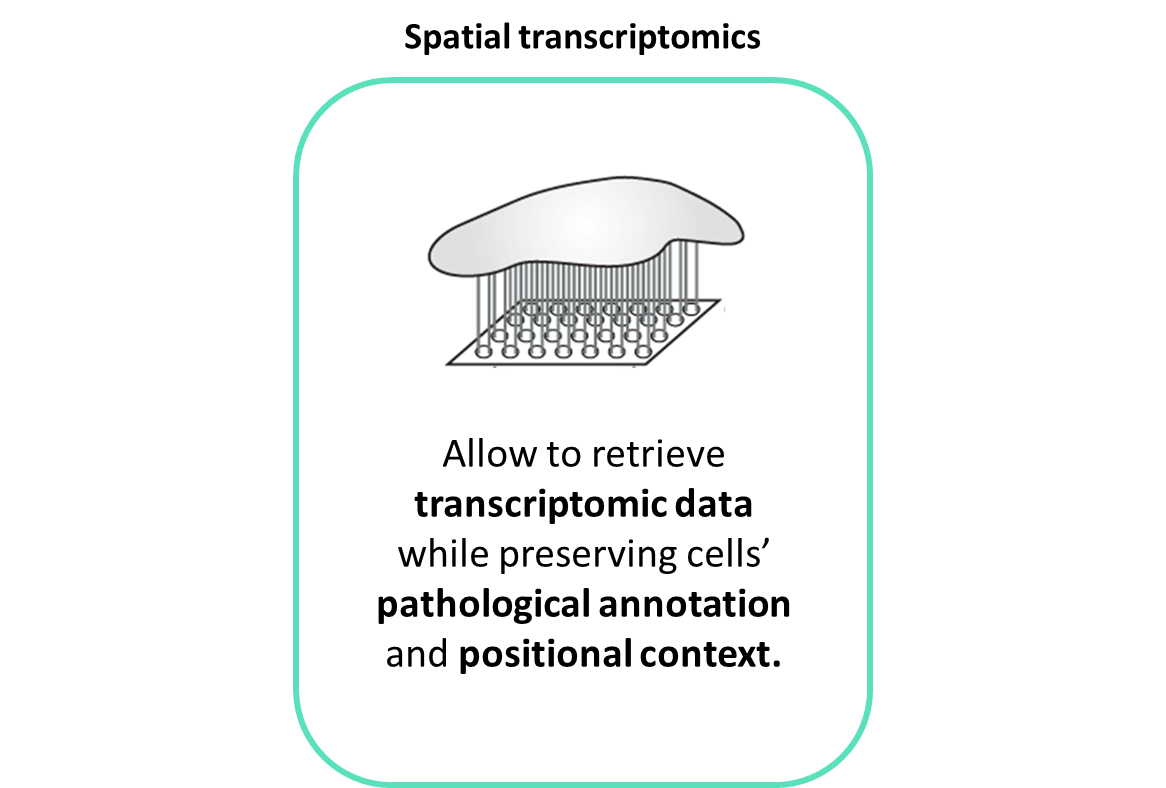 Spatial transcriptomics
Allow to retrieve
transcriptomic data
while preserving cells’
pathological annotation
and positional context.